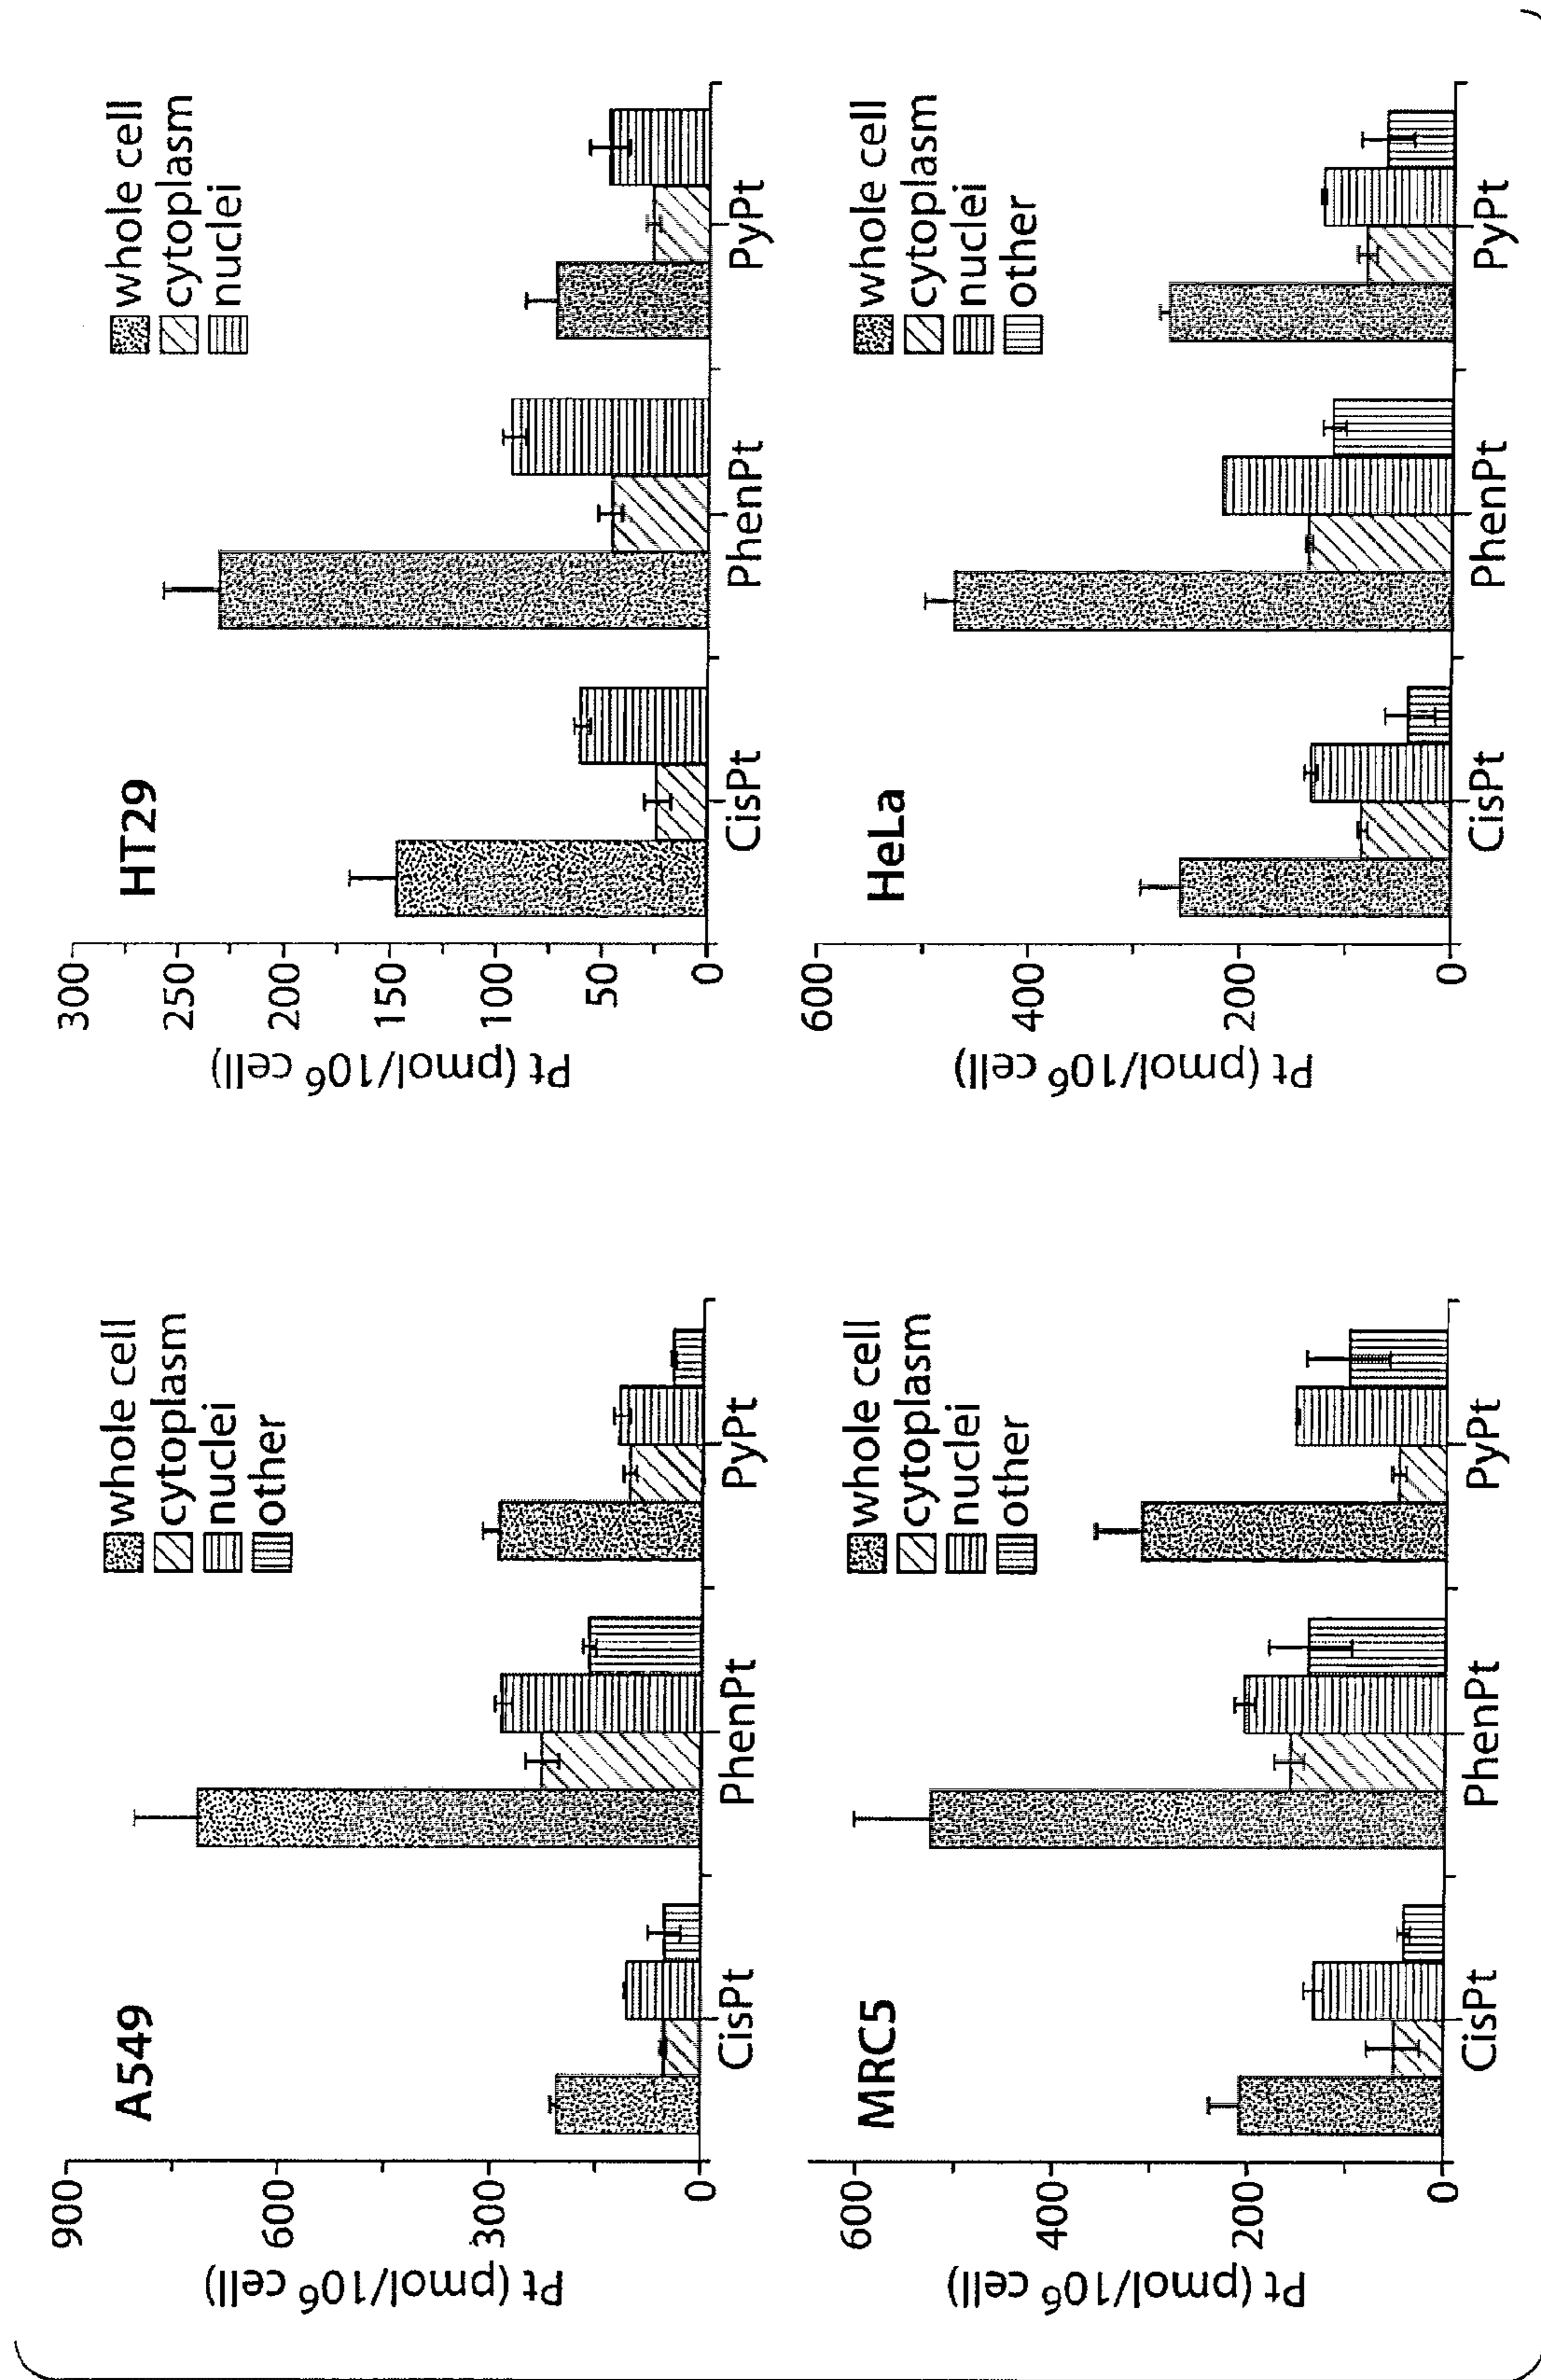 A549
Pt (pmol/10⁶ cell)
900
600
300
0
whole cell
cytoplasm
nuclei
other
CisPt
PhenPt
PyPt
HT29
Pt (pmol/10⁶ cell)
300
250
200
150
100
50
0
whole cell
cytoplasm
nuclei
CisPt
PhenPt
PyPt
MRC5
Pt (pmol/10⁶ cell)
600
400
200
0
whole cell
cytoplasm
nuclei
other
CisPt
PhenPt
PyPt
HeLa
Pt (pmol/10⁶ cell)
600
400
200
0
whole cell
cytoplasm
nuclei
other
CisPt
PhenPt
PyPt